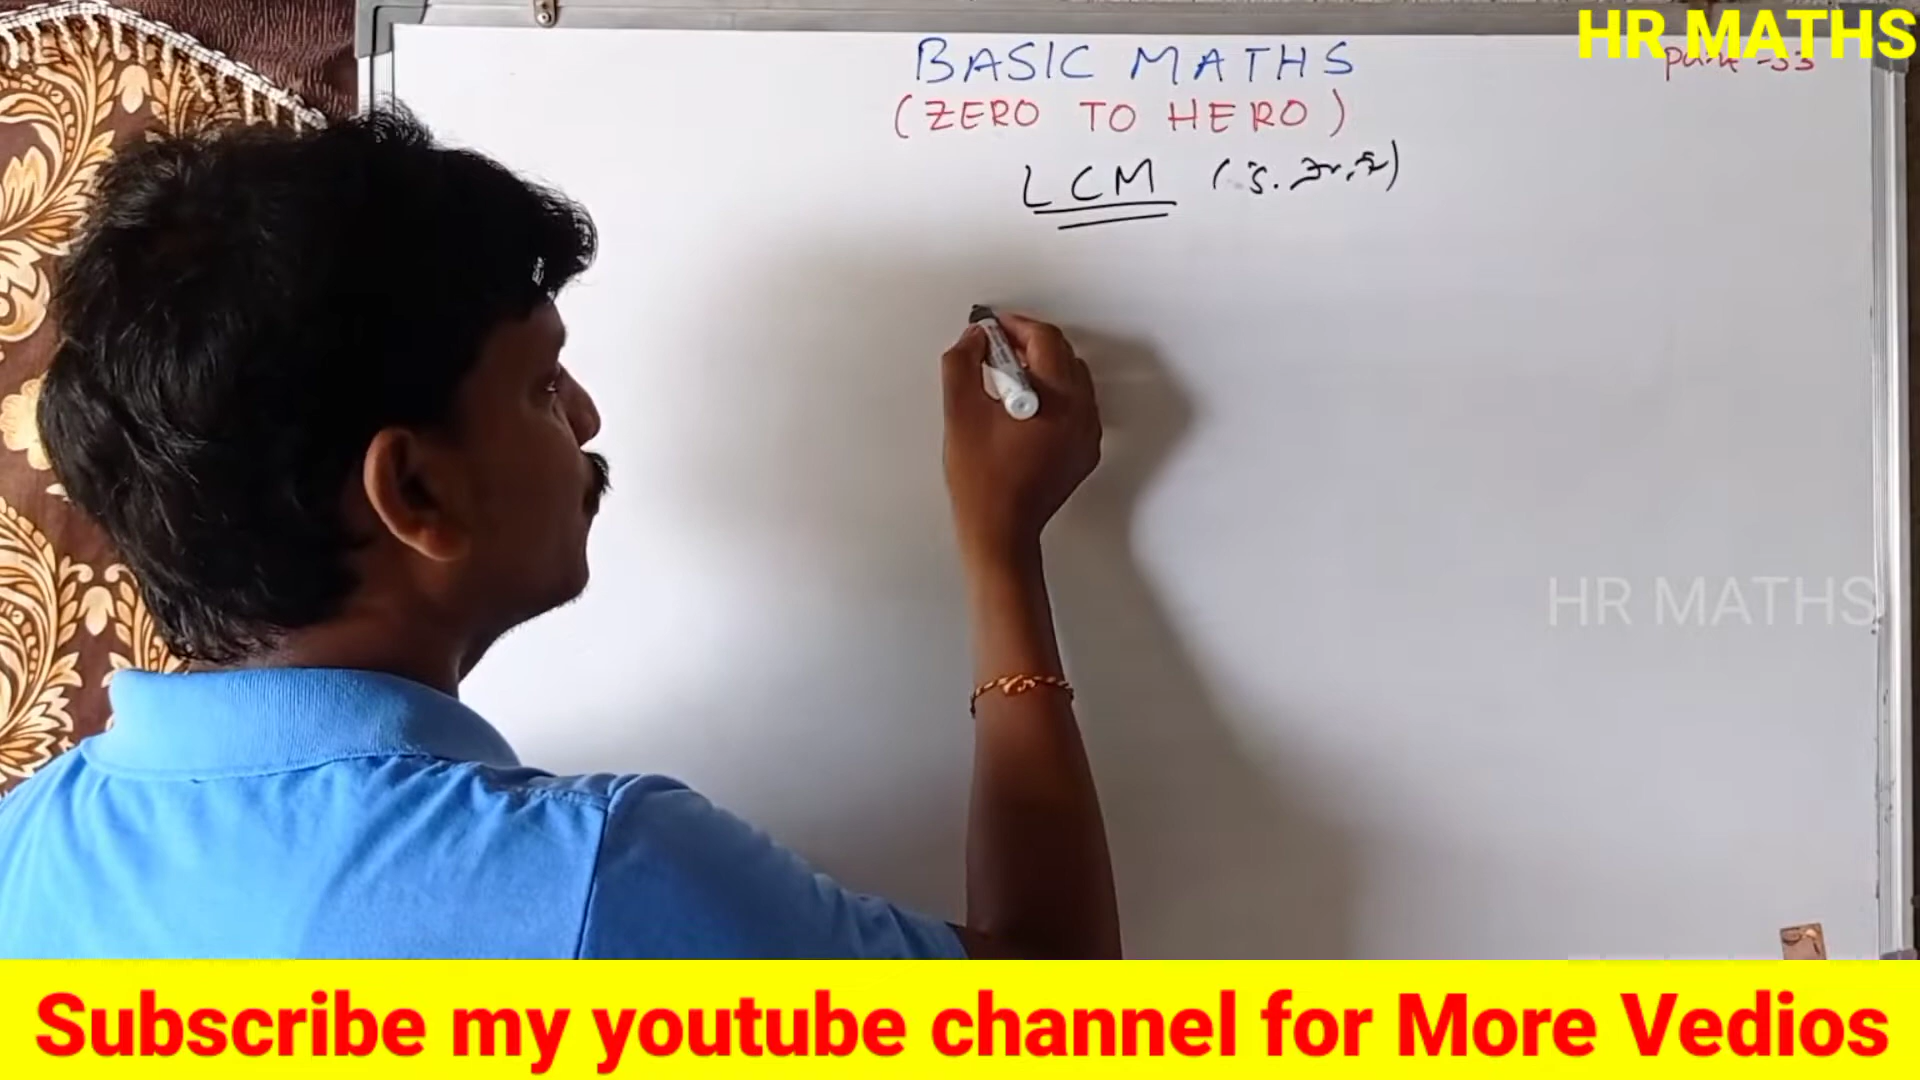 HR MATHS
BASIC MATHS
(ZERO TO HERO)
LCM
HR MATHS
Subscribe my youtube channel for More Vedios